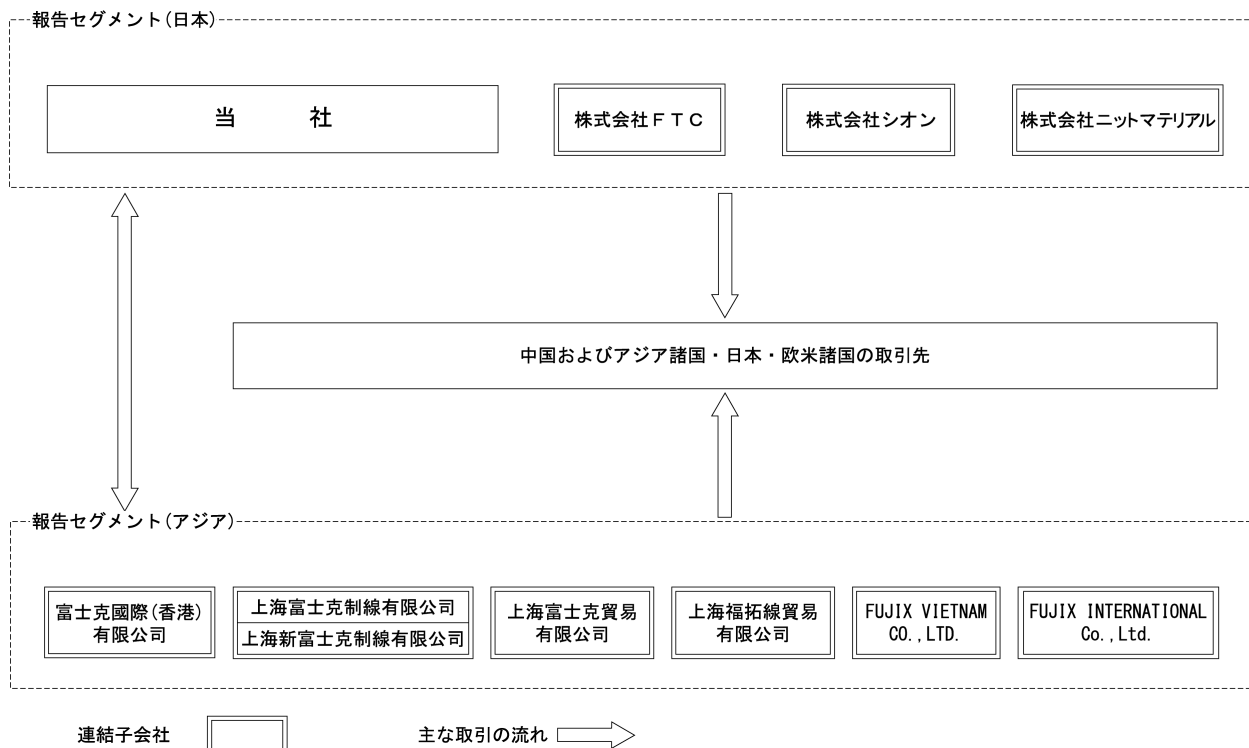 報告セグメント(日本)
当　　社
株式会社ＦＴＣ
株式会社シオン
株式会社ニットマテリアル
中国およびアジア諸国・日本・欧米諸国の取引先
報告セグメント(アジア)
富士克國際(香港)
有限公司
上海富士克制線有限公司
上海新富士克制線有限公司
上海富士克貿易
有限公司
上海福拓線貿易
有限公司
FUJIX VIETNAM
CO.,LTD.
FUJIX INTERNATIONAL
Co.,Ltd.
連結子会社
主な取引の流れ